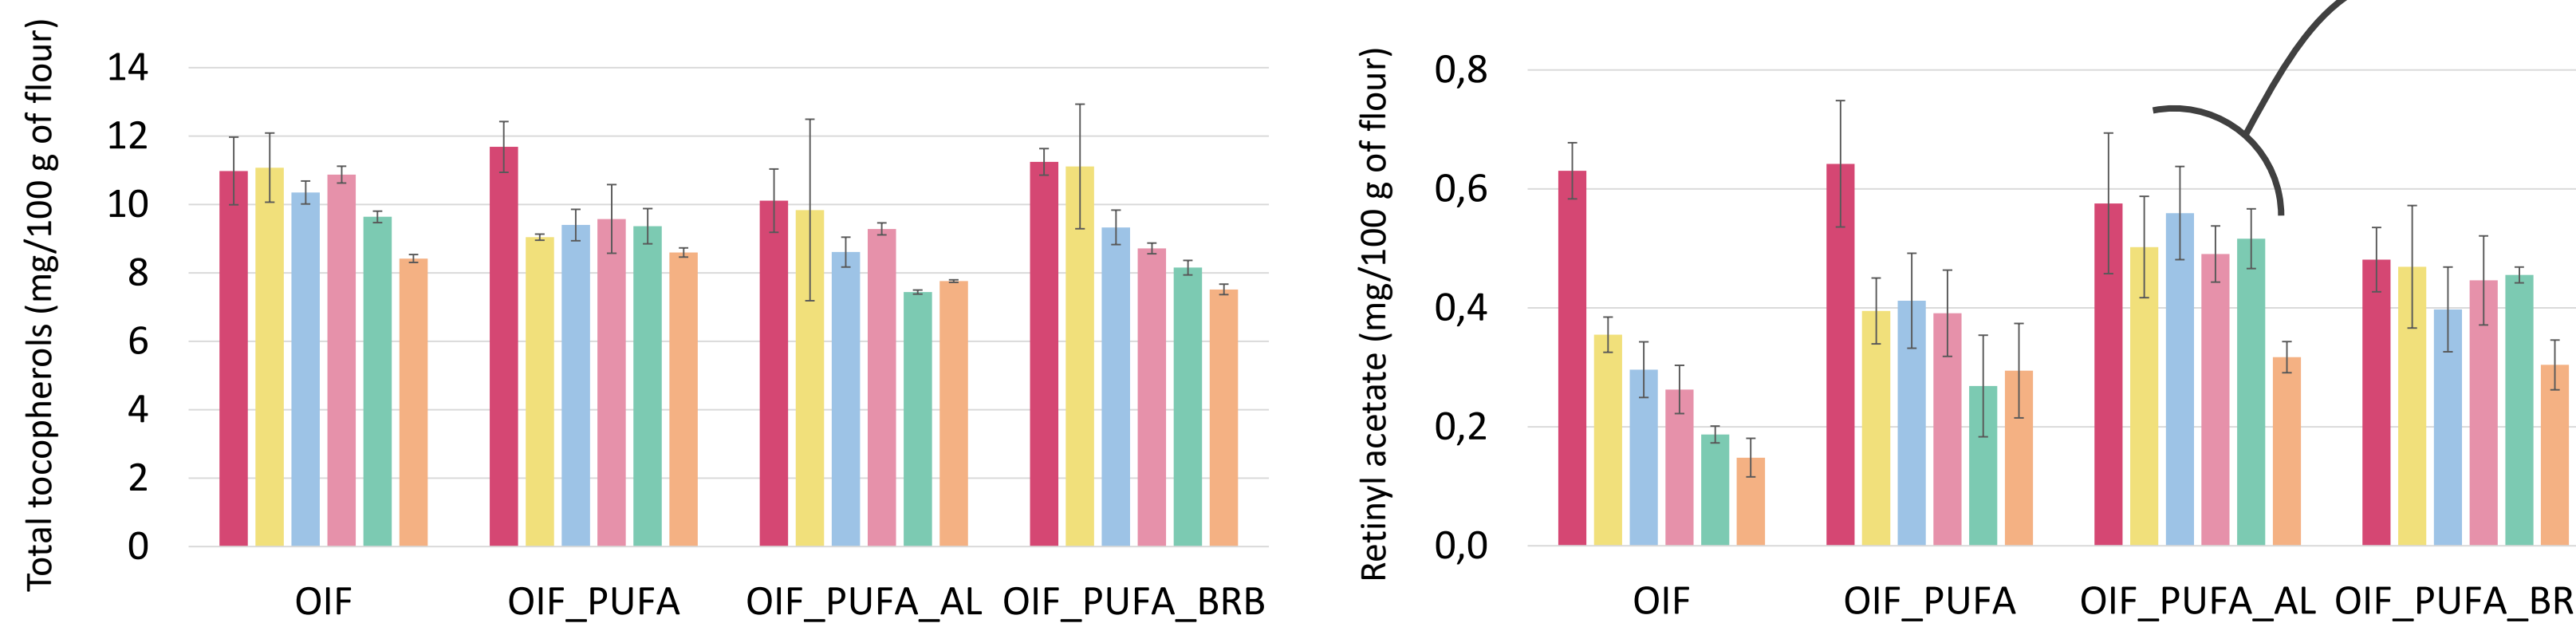 Total tocopherols (mg/100 g of flour)
14
12
10
8
6
4
2
0
OIF
OIF_PUFA
OIF_PUFA_AL
OIF_PUFA_BRB
Retinyl acetate (mg/100 g of flour)
0,8
0,6
0,4
0,2
0,0
OIF
OIF_PUFA
OIF_PUFA_AL
OIF_PUFA_BR